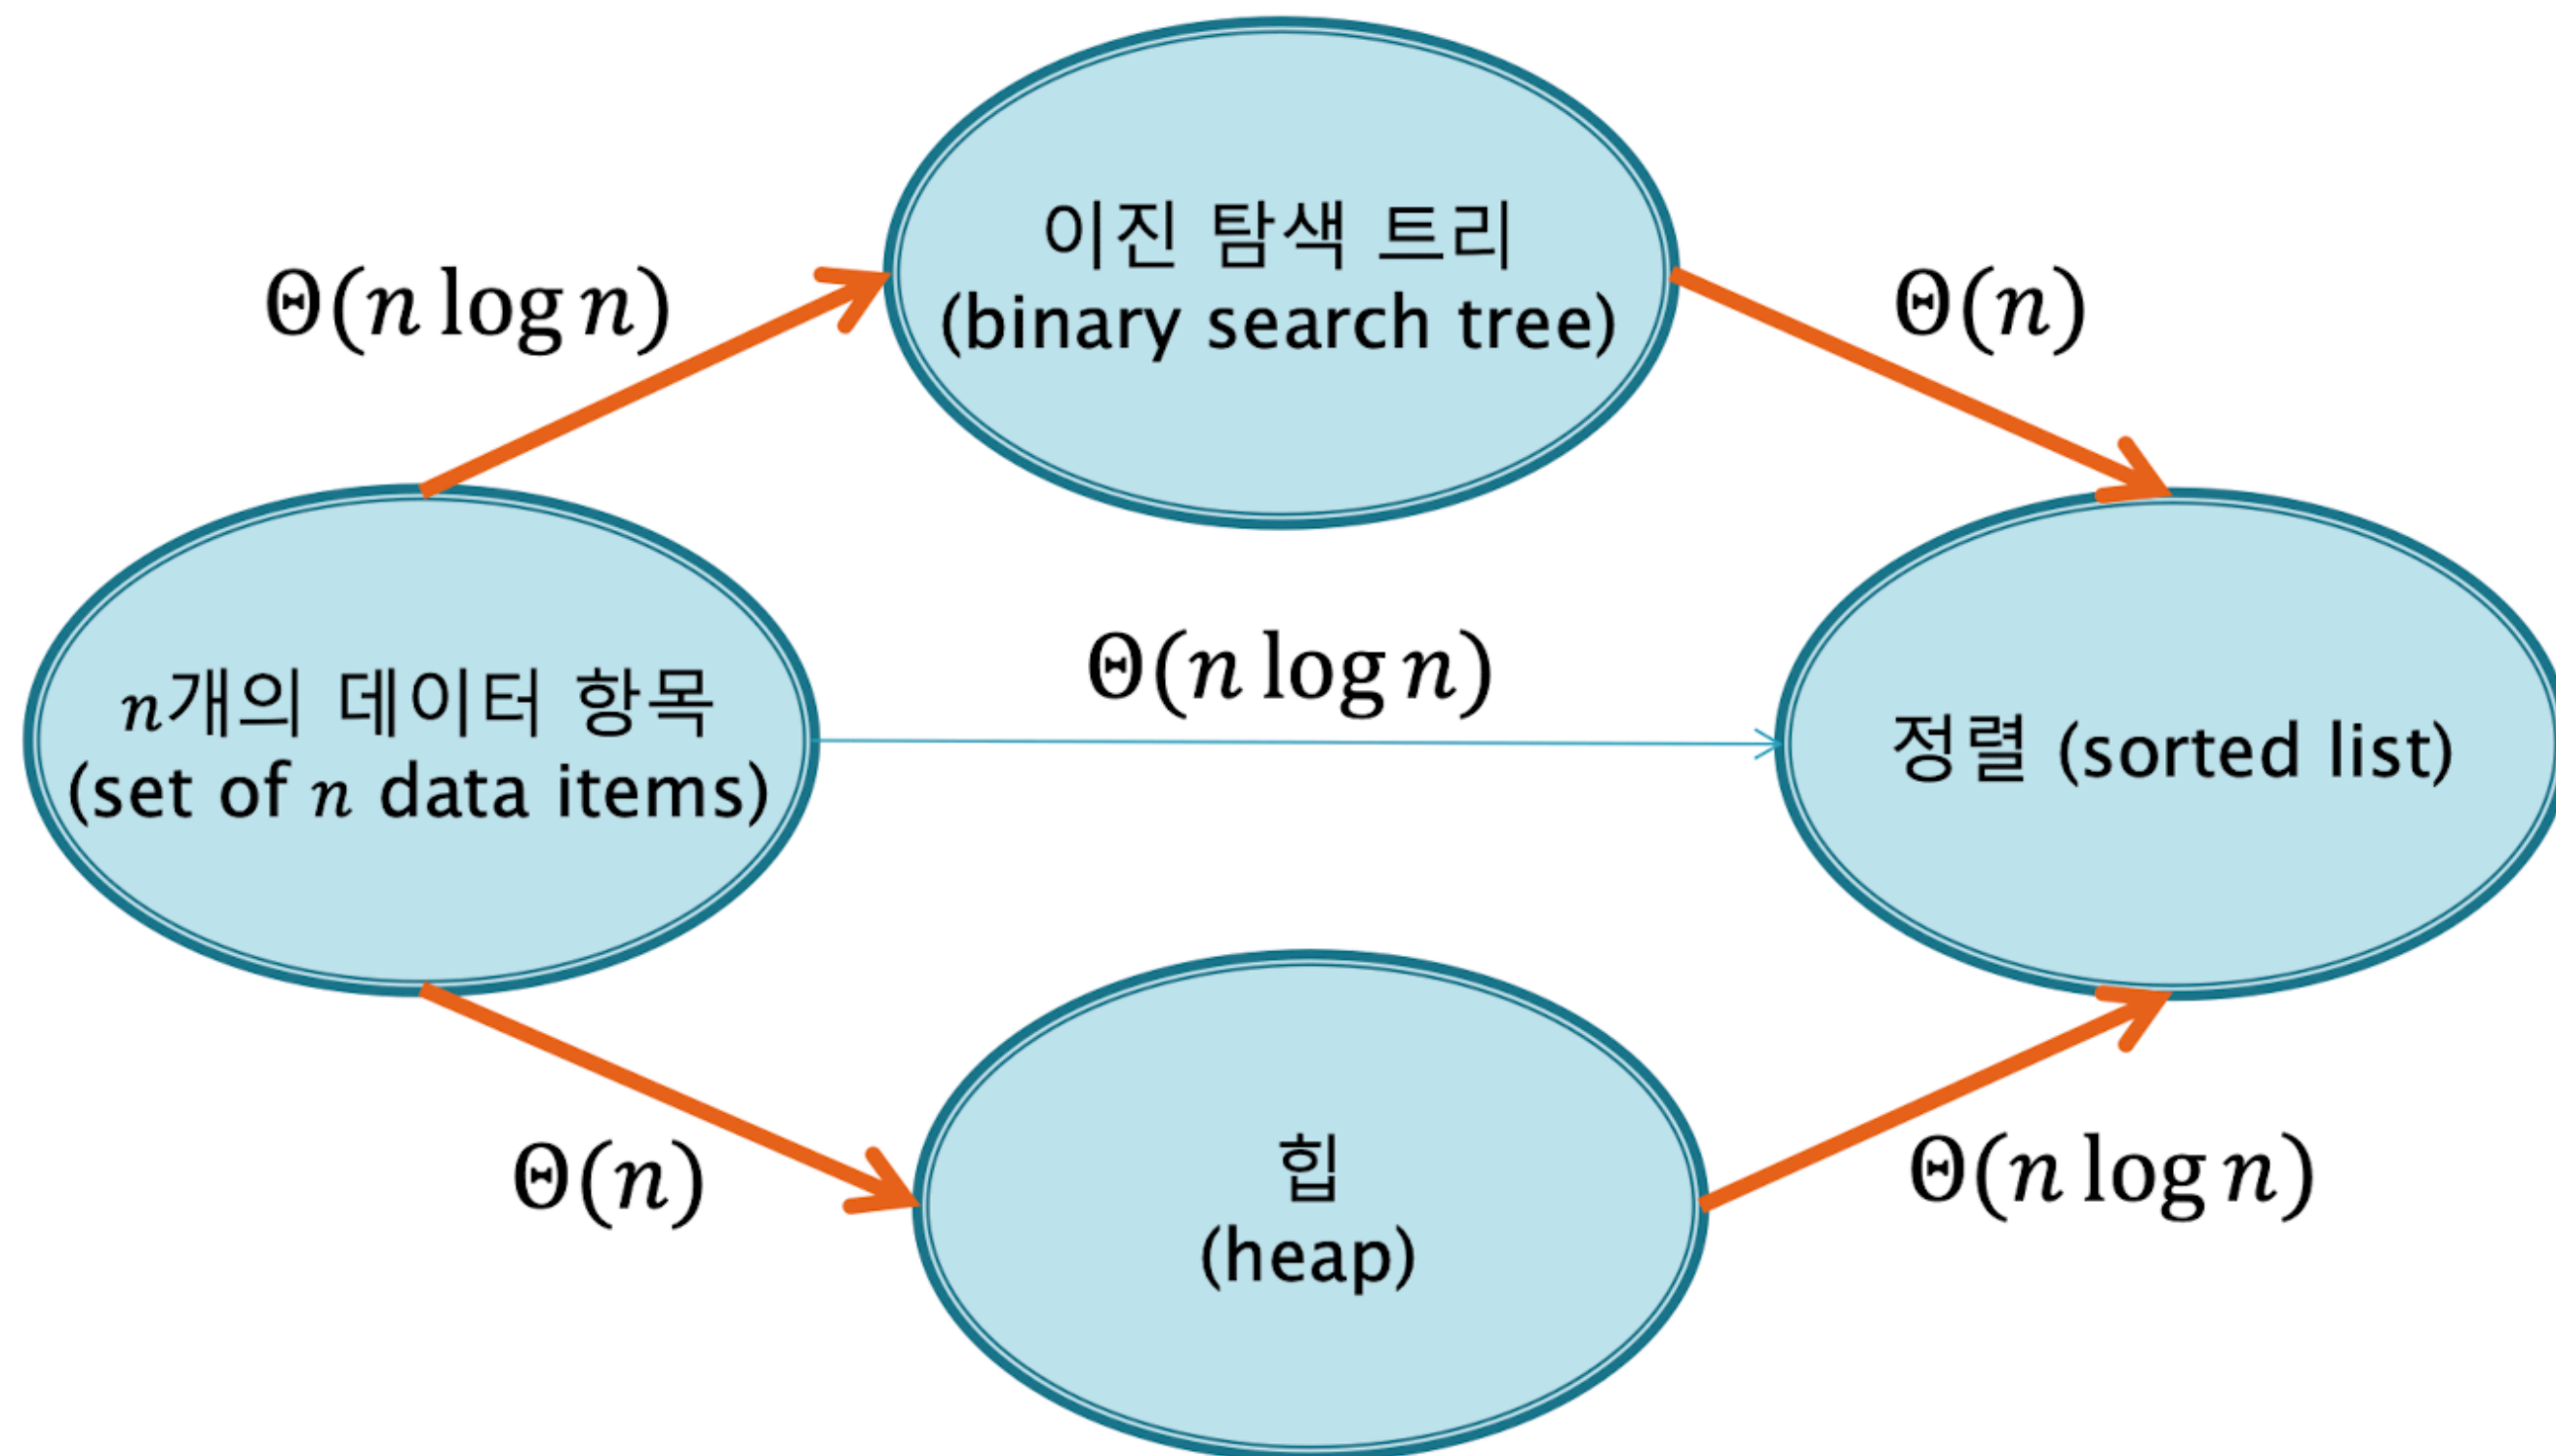 이진 탐색 트리
(binary search tree)
Θ(n log n)
Θ(n)
Θ(n log n)
n개의 데이터 항목
(set of n data items)
정렬 (sorted list)
힙
(heap)
Θ(n)
Θ(n log n)